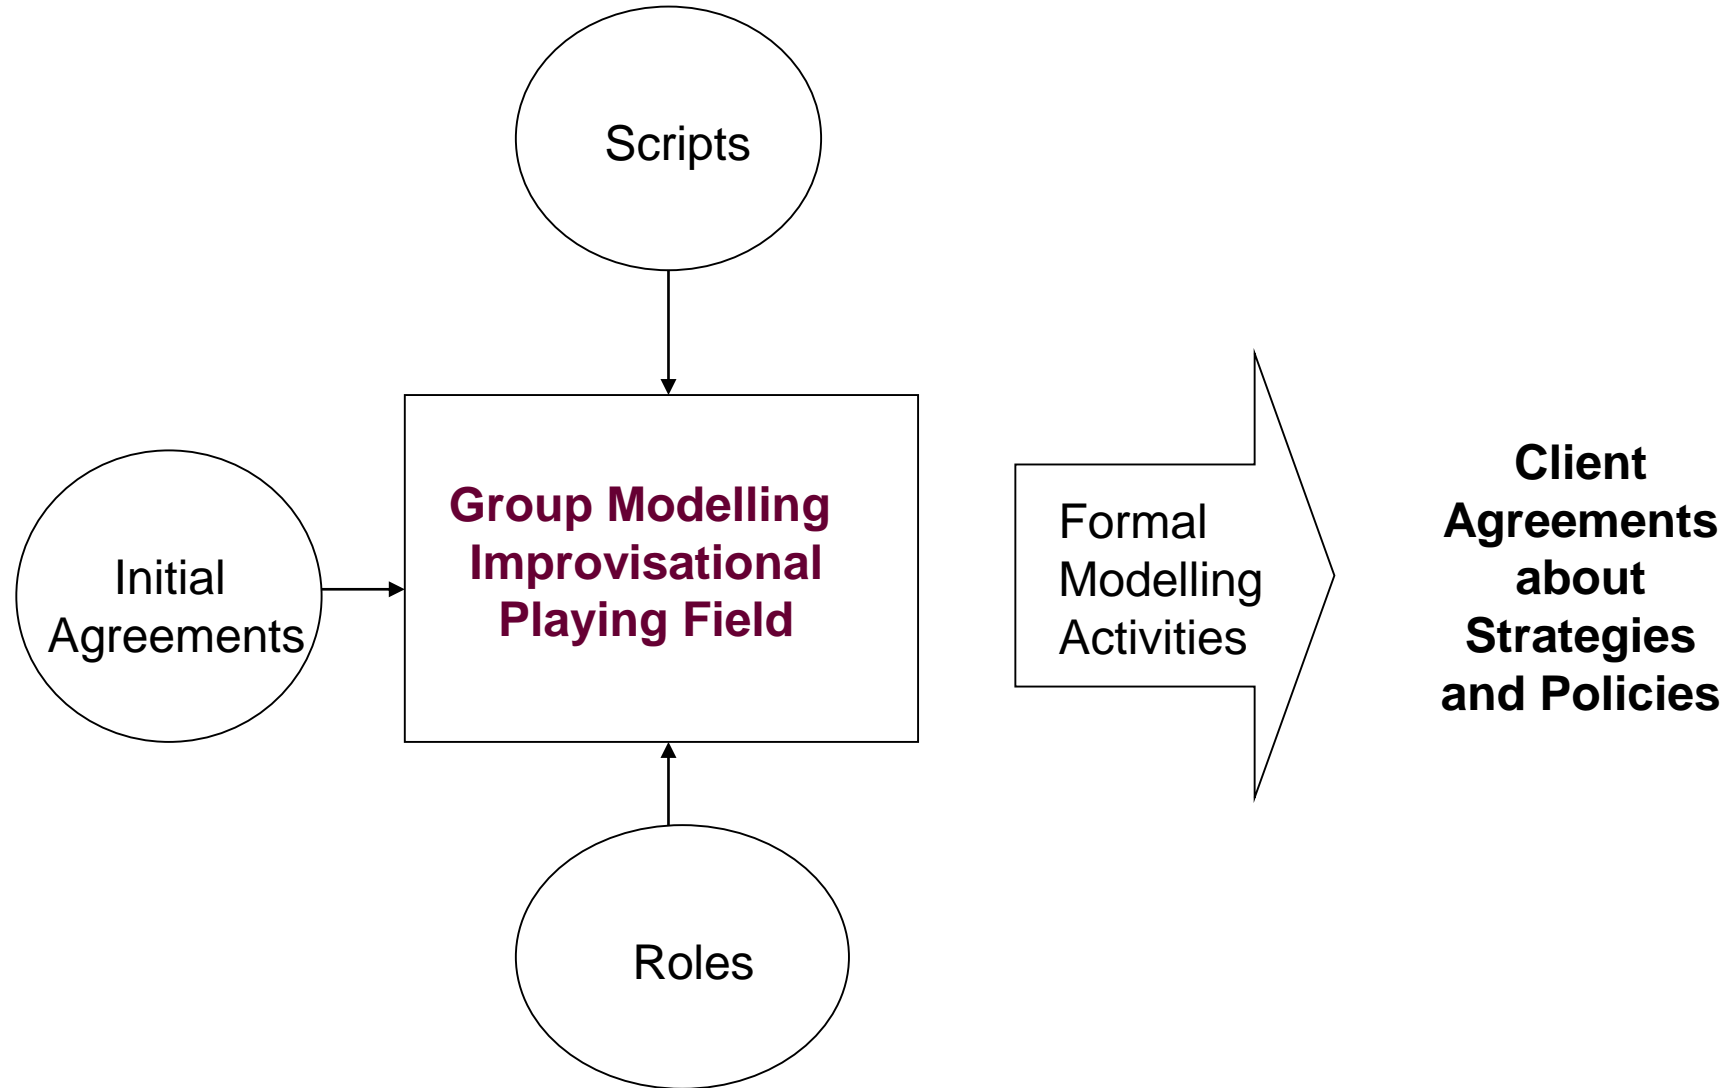 Scripts
Initial
Agreements
Group Modelling
Improvisational
Playing Field
Roles
Formal
Modelling
Activities
Client
Agreements
about
Strategies
and Policies